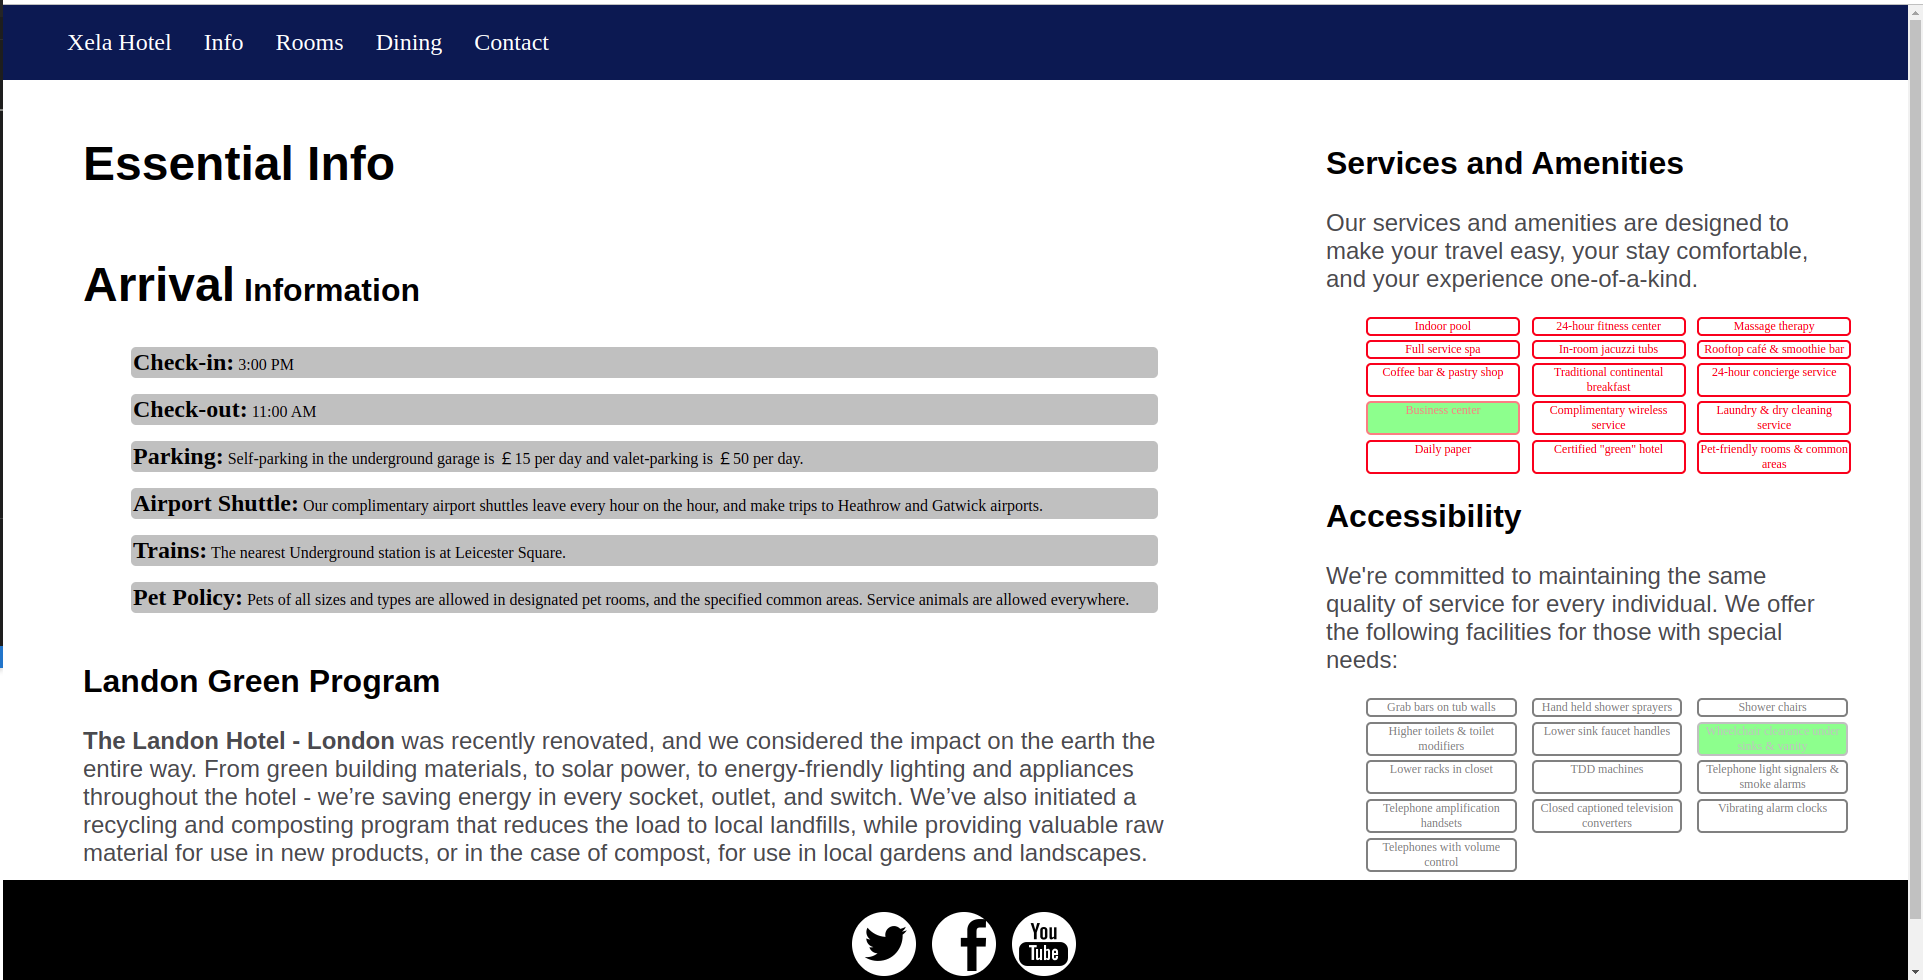 Xela Hotel Info Rooms Dining Contact
Essential Info
Arrival Information
Check-in: 3:00 PM
Check-out: 11:00 AM
Parking: Self-parking in the underground garage is £15 per day and valet-parking is £50 per day.
Airport Shuttle: Our complimentary airport shuttles leave every hour on the hour, and make trips to Heathrow and Gatwick airports.
Trains: The nearest Underground station is at Leicester Square.
Pet Policy: Pets of all sizes and types are allowed in designated pet rooms, and the specified common areas. Service animals are allowed everywhere.
Landon Green Program
The Landon Hotel - London was recently renovated, and we considered the impact on the earth the
entire way. From green building materials, to solar power, to energy-friendly lighting and appliances
throughout the hotel - we’re saving energy in every socket, outlet, and switch. We’ve also initiated a
recycling and composting program that reduces the load to local landfills, while providing valuable raw
material for use in new products, or in the case of compost, for use in local gardens and landscapes.
Services and Amenities
Our services and amenities are designed to
make your travel easy, your stay comfortable,
and your experience one-of-a-kind.
Indoor pool
24-hour fitness center
Massage therapy
Full service spa
In-room jacuzzi tubs
Rooftop café & smoothie bar
Coffee bar & pastry shop
Traditional continental
breakfast
24-hour concierge service
Business center
Complimentary wireless
service
Laundry & dry cleaning
service
Daily paper
Certified "green" hotel
Pet-friendly rooms & common
areas
Accessibility
We're committed to maintaining the same
quality of service for every individual. We offer
the following facilities for those with special
needs:
Grab bars on tub walls
Hand held shower sprayers
Shower chairs
Higher toilets & toilet
modifiers
Lower sink faucet handles
Wheelchair clearance under
sinks & vanity
Lower racks in closet
TDD machines
Telephone light signalers &
smoke alarms
Telephone amplification
handsets
Closed captioned television
converters
Vibrating alarm clocks
Telephones with volume
control
You
Tube